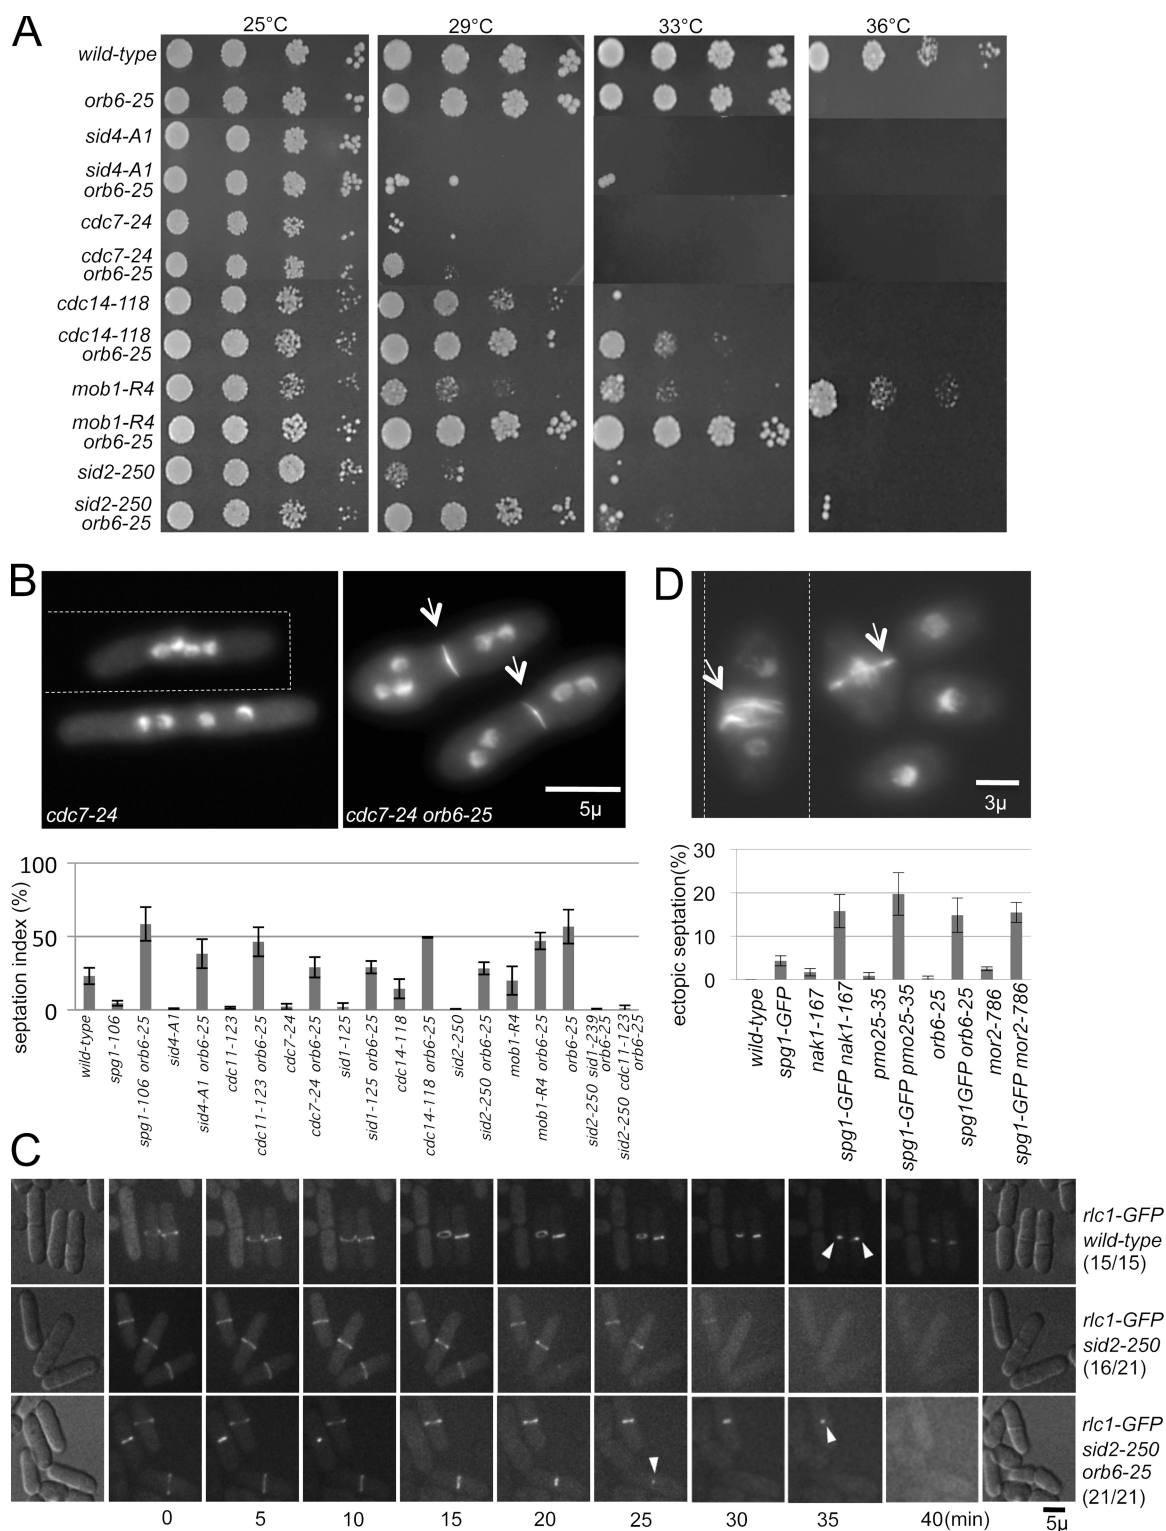 A
25°C
29°C
33°C
36°C
wild-type
orb6-25
sid4-A1
sid4-A1
orb6-25
cdc7-24
cdc7-24
orb6-25
cdc14-118
cdc14-118
orb6-25
mob1-R4
mob1-R4
orb6-25
sid2-250
sid2-250
orb6-25
B
cdc7-24
cdc7-24 orb6-25
5μ
septation index (%)
100
50
0
wild-type
spg1-106
spg1-106 orb6-25
sid4-A1
sid4-A1 orb6-25
cdc11-123
cdc11-123 orb6-25
cdc7-24
cdc7-24 orb6-25
sid1-125
sid1-125 orb6-25
cdc14-118
cdc14-118 orb6-25
sid2-250
sid2-250 orb6-25
mob1-R4
mob1-R4 orb6-25
orb6-25
sid2-250 sid1-239
orb6-25
sid2-250 cdc11-123
orb6-25
D
3μ
ectopic septation(%)
30
20
10
0
wild-type
spg1-GFP
nak1-167
spg1-GFP nak1-167
pmo25-35
spg1-GFP pmo25-35
orb6-25
spg1GFP orb6-25
mor2-786
spg1-GFP mor2-786
C
rlc1-GFP
wild-type
(15/15)
rlc1-GFP
sid2-250
(16/21)
rlc1-GFP
sid2-250
orb6-25
(21/21)
0
5
10
15
20
25
30
35
40(min)
5μ